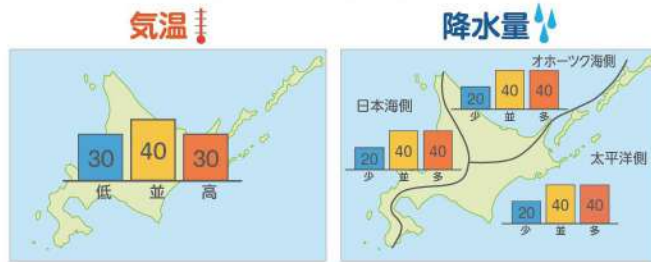 気温
降水量
30 40 30
低 並 高
オホーツク海側
20 40 40
少 並 多
日本海側
20 40 40
少 並 多
太平洋側
20 40 40
少 並 多